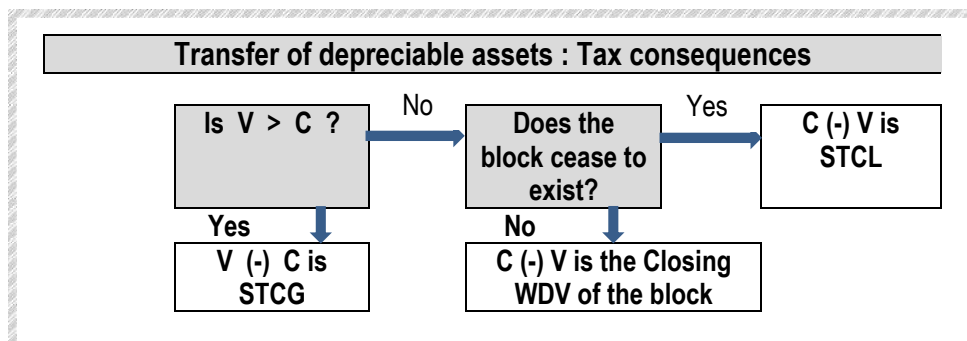 Transfer of depreciable assets : Tax consequences
Is V > C ?
No
Does the
block cease to
exist?
Yes
C (-) V is
STCL
Yes
V (-) C is
STCG
No
C (-) V is the Closing
WDV of the block